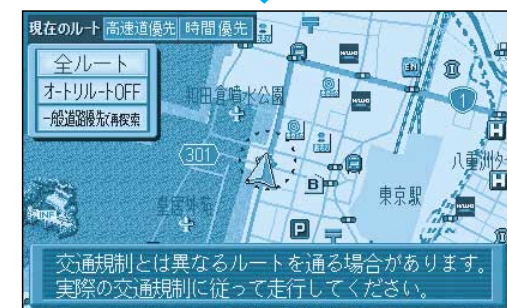 現在のルート 高速道優先 時間優先
全ルート
オートリルートOFF
一般道路優先で再探索
和田倉噴水公園
301
1
八重洲
東京駅
皇居外苑
B
P
H
H
交通規制とは異なるルートを通る場合があります。
実際の交通規制に従って走行してください。